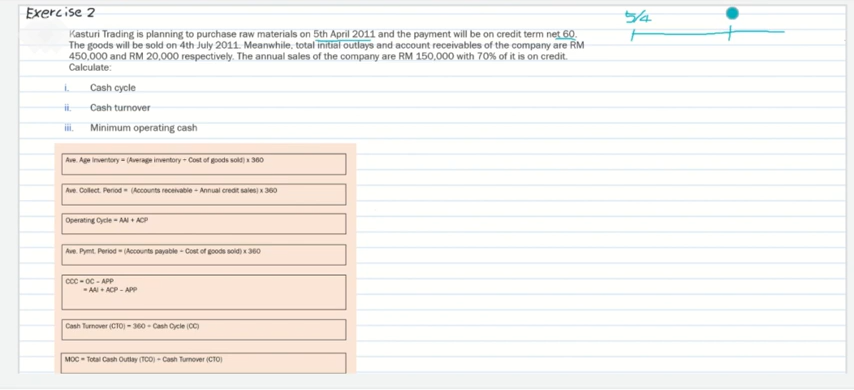 Exercise 2
5/4
Kasturi Trading is planning to purchase raw materials on 5th April 2011 and the payment will be on credit term net 60.
The goods will be sold on 4th July 2011. Meanwhile, total initial outlays and account receivables of the company are RM
450,000 and RM 20,000 respectively. The annual sales of the company are RM 150,000 with 70% of it is on credit.
Calculate:
i. Cash cycle
ii. Cash turnover
iii. Minimum operating cash
Ave. Age Inventory = (Average inventory ÷ Cost of goods sold) x 360
Ave. Collect. Period = (Accounts receivable ÷ Annual credit sales) x 360
Operating Cycle = AAI + ACP
Ave. Pymt. Period = (Accounts payable ÷ Cost of goods sold) x 360
CCC = OC - APP
= AAI + ACP - APP
Cash Turnover (CTO) = 360 ÷ Cash Cycle (CC)
MOC = Total Cash Outlay (TCO) ÷ Cash Turnover (CTO)